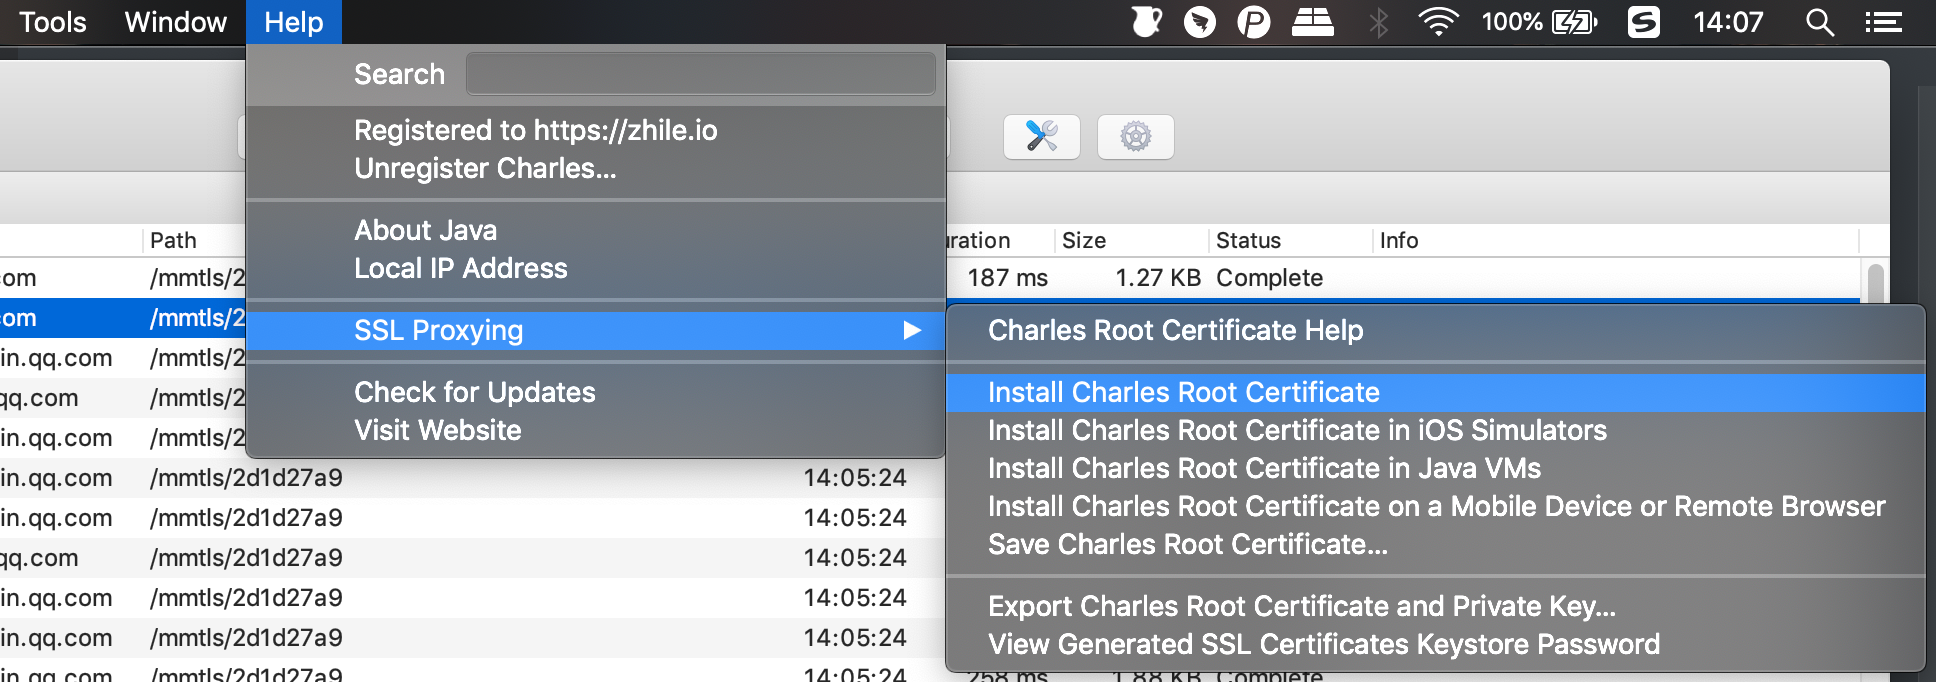 Tools Window Help 100% 14:07
Search
Registered to https://zhile.io
Unregister Charles...
About Java
Local IP Address
SSL Proxying
Check for Updates
Visit Website
Charles Root Certificate Help
Install Charles Root Certificate
Install Charles Root Certificate in iOS Simulators
Install Charles Root Certificate in Java VMs
Install Charles Root Certificate on a Mobile Device or Remote Browser
Save Charles Root Certificate...
Export Charles Root Certificate and Private Key...
View Generated SSL Certificates Keystore Password
Path uration Size Status Info
om /mmtls/2 187 ms 1.27 KB Complete
om /mmtls/2
in.qq.com /mmtls/2
qq.com /mmtls/2
in.qq.com /mmtls/2
in.qq.com /mmtls/2d1d27a9 14:05:24
in.qq.com /mmtls/2d1d27a9 14:05:24
qq.com /mmtls/2d1d27a9 14:05:24
in.qq.com /mmtls/2d1d27a9 14:05:24
in.qq.com /mmtls/2d1d27a9 14:05:24
in.qq.com /mmtls/2d1d27a9 14:05:24 258 ms 1.88 KB Complete